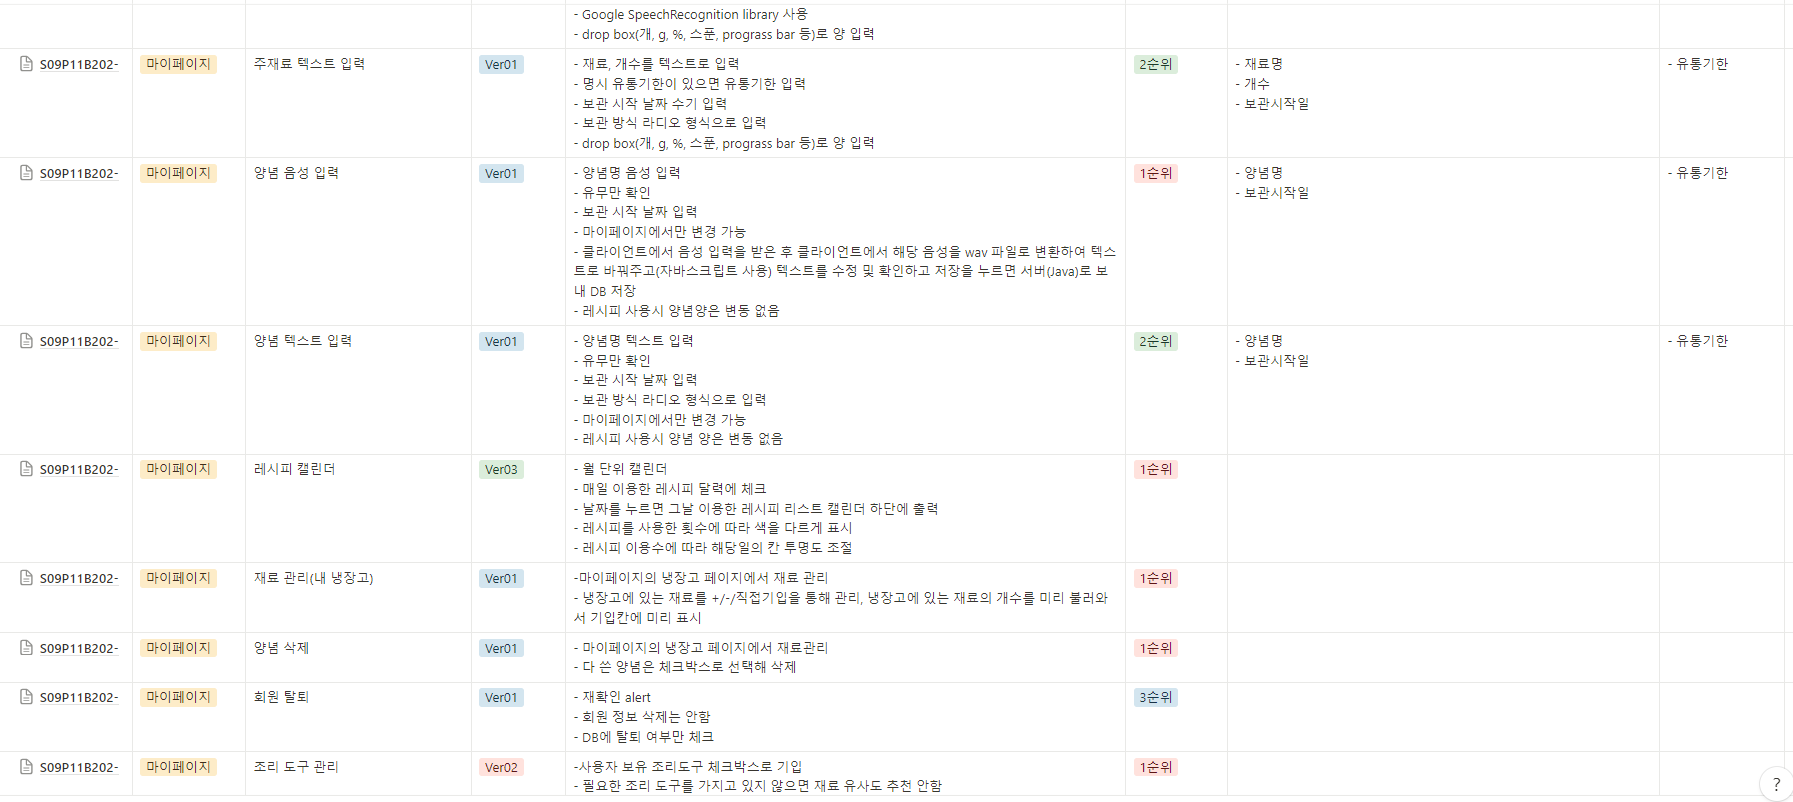 - Google SpeechRecognition library 사용
- drop box(개, g, %, 스푼, prograss bar 등)로 양 입력
S09P11B202- 마이페이지 주재료 텍스트 입력 Ver01 - 재료, 개수를 텍스트로 입력 2순위 - 재료명 - 유통기한
- 명시 유통기한이 있으면 유통기한 입력 - 개수
- 보관 시작 날짜 수기 입력 - 보관시작일
- 보관 방식 라디오 형식으로 입력
- drop box(개, g, %, 스푼, prograss bar 등)로 양 입력
S09P11B202- 마이페이지 양념 음성 입력 Ver01 - 양념명 음성 입력 1순위 - 양념명 - 유통기한
- 유무만 확인 - 보관시작일
- 보관 시작 날짜 입력
- 마이페이지에서만 변경 가능
- 클라이언트에서 음성 입력을 받은 후 클라이언트에서 해당 음성을 wav 파일로 변환하여 텍스
트로 바꿔주고(자바스크립트 사용) 텍스트를 수정 및 확인하고 저장을 누르면 서버(Java)로 보
내 DB 저장
- 레시피 사용시 양념양은 변동 없음
S09P11B202- 마이페이지 양념 텍스트 입력 Ver01 - 양념명 텍스트 입력 2순위 - 양념명 - 유통기한
- 유무만 확인 - 보관시작일
- 보관 시작 날짜 입력
- 보관 방식 라디오 형식으로 입력
- 마이페이지에서만 변경 가능
- 레시피 사용시 양념 양은 변동 없음
S09P11B202- 마이페이지 레시피 캘린더 Ver03 - 월 단위 캘린더 1순위
- 매일 이용한 레시피 달력에 체크
- 날짜를 누르면 그날 이용한 레시피 리스트 캘린더 하단에 출력
- 레시피를 사용한 횟수에 따라 색을 다르게 표시
- 레시피 이용수에 따라 해당일의 칸 투명도 조절
S09P11B202- 마이페이지 재료 관리(내 냉장고) Ver01 -마이페이지의 냉장고 페이지에서 재료 관리 1순위
- 냉장고에 있는 재료를 +/-/직접기입을 통해 관리, 냉장고에 있는 재료의 개수를 미리 불러와
서 기입칸에 미리 표시
S09P11B202- 마이페이지 양념 삭제 Ver01 - 마이페이지의 냉장고 페이지에서 재료관리 1순위
- 다 쓴 양념은 체크박스로 선택해 삭제
S09P11B202- 마이페이지 회원 탈퇴 Ver01 - 재확인 alert 3순위
- 회원 정보 삭제는 안함
- DB에 탈퇴 여부만 체크
S09P11B202- 마이페이지 조리 도구 관리 Ver02 -사용자 보유 조리도구 체크박스로 기입 1순위
- 필요한 조리 도구를 가지고 있지 않으면 재료 유사도 추천 안함
?